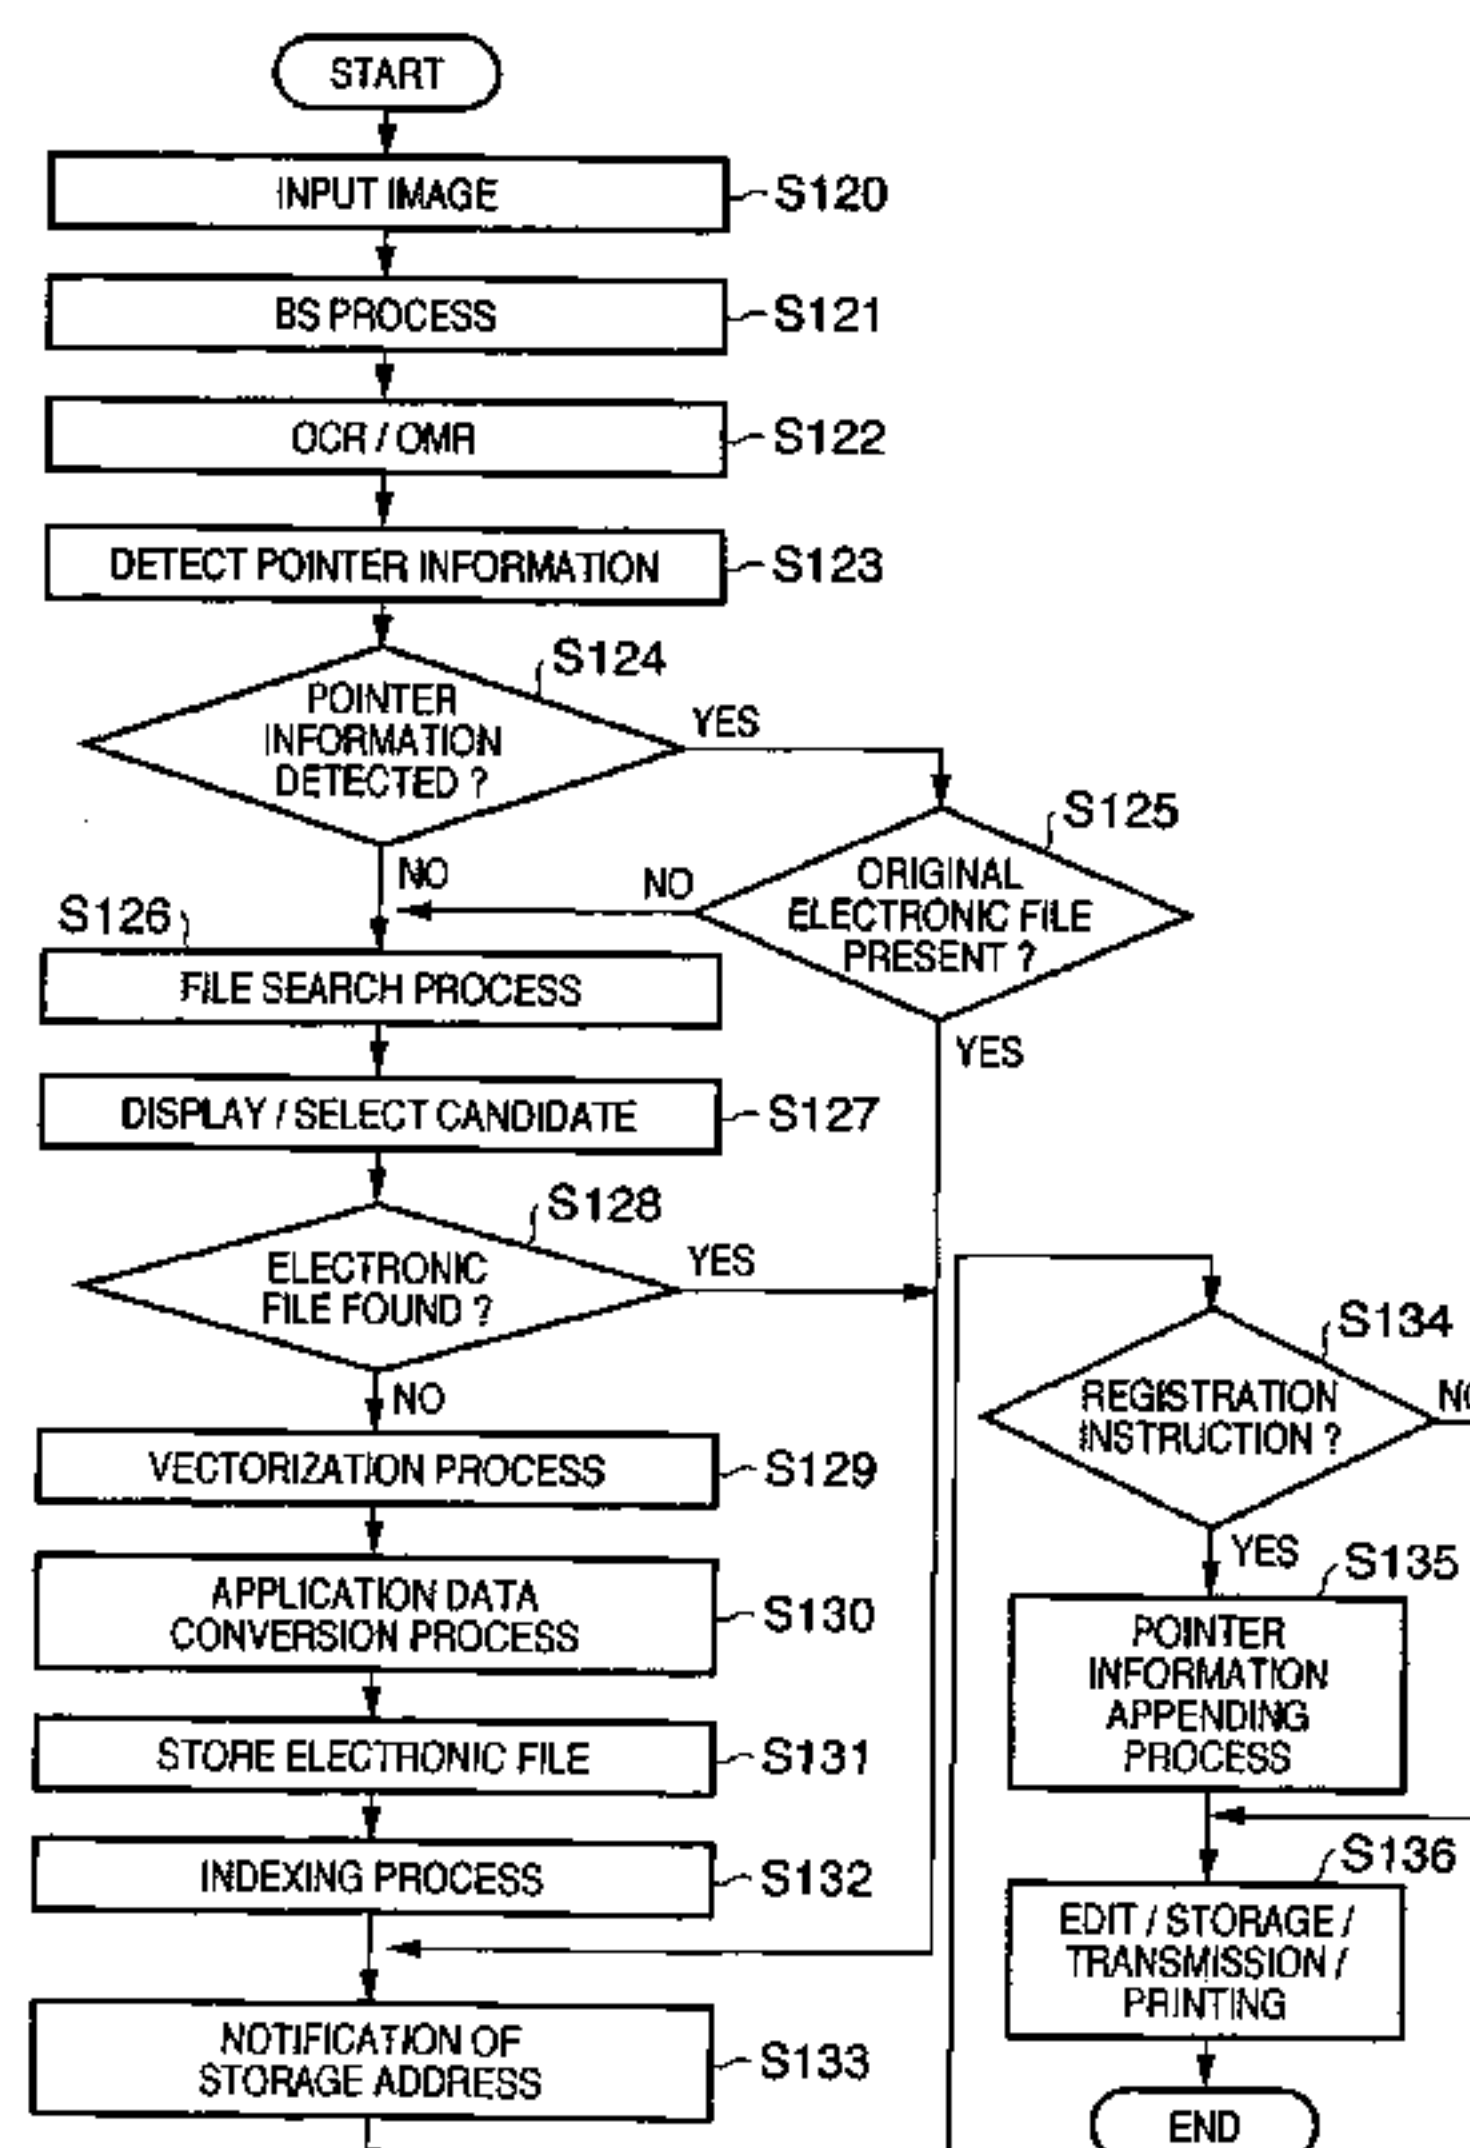 START
INPUT IMAGE
S120
BS PROCESS
S121
OCR / OMR
S122
DETECT POINTER INFORMATION
S123
S124
POINTER
INFORMATION
DETECTED ?
YES
NO
S125
ORIGINAL
ELECTRONIC FILE
PRESENT ?
NO
YES
S126
FILE SEARCH PROCESS
DISPLAY / SELECT CANDIDATE
S127
S128
ELECTRONIC
FILE FOUND ?
YES
NO
VECTORIZATION PROCESS
S129
APPLICATION DATA
CONVERSION PROCESS
S130
STORE ELECTRONIC FILE
S131
INDEXING PROCESS
S132
NOTIFICATION OF
STORAGE ADDRESS
S133
S134
REGISTRATION
INSTRUCTION ?
NO
YES
S135
POINTER
INFORMATION
APPENDING
PROCESS
S136
EDIT / STORAGE /
TRANSMISSION /
PRINTING
END